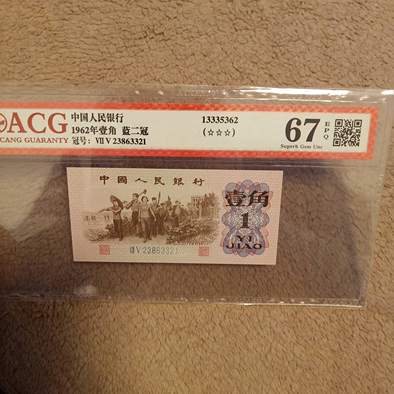 ACG
CANG GUARANTY
中国人民银行
1962年壹角 蓝二冠
冠号: VII V 23863321
13335362
(☆☆☆)
67
EPQ
Superb Gem Unc
中國人民銀行
壹角
1
YI
JIAO
V 23863321